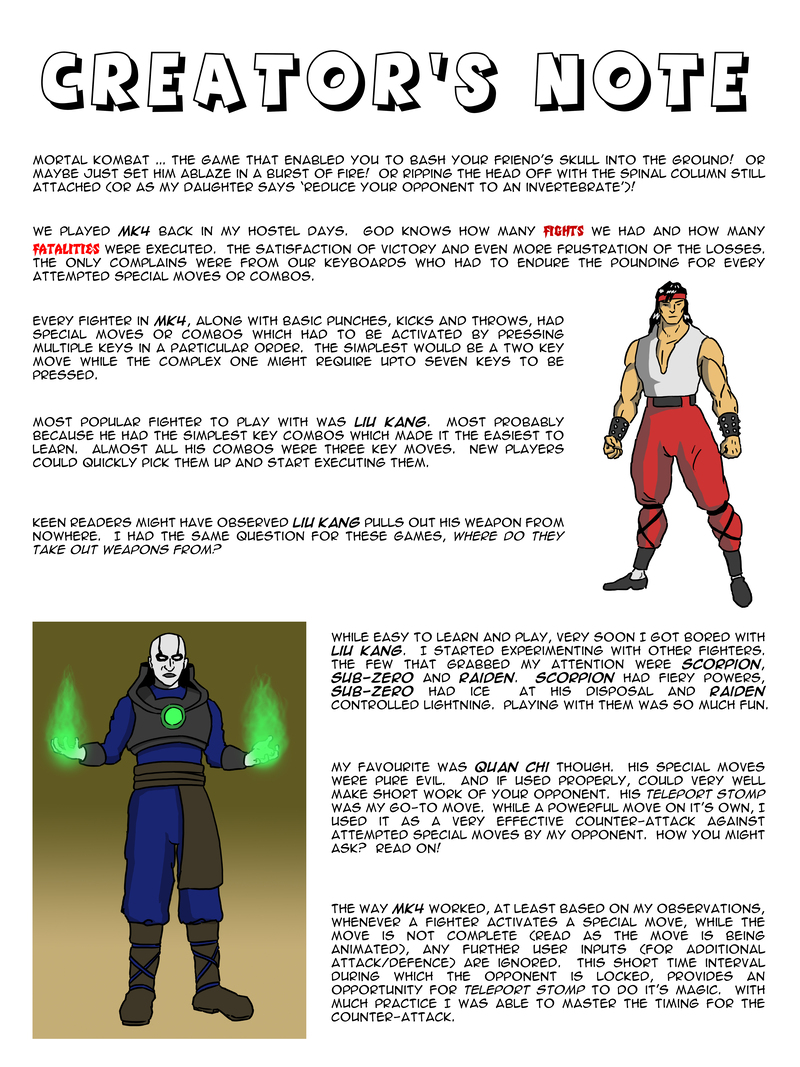 CREATOR'S NOTE
MORTAL KOMBAT ... THE GAME THAT ENABLED YOU TO BASH YOUR FRIEND'S SKULL INTO THE GROUND! OR
MAYBE JUST SET HIM ABLAZE IN A BURST OF FIRE! OR RIPPING THE HEAD OFF WITH THE SPINAL COLUMN STILL
ATTACHED (OR AS MY DAUGHTER SAYS 'REDUCE YOUR OPPONENT TO AN INVERTEBRATE')!
WE PLAYED MK4 BACK IN MY HOSTEL DAYS. GOD KNOWS HOW MANY FIGHTS WE HAD AND HOW MANY
FATALITIES WERE EXECUTED. THE SATISFACTION OF VICTORY AND EVEN MORE FRUSTRATION OF THE LOSSES.
THE ONLY COMPLAINS WERE FROM OUR KEYBOARDS WHO HAD TO ENDURE THE POUNDING FOR EVERY
ATTEMPTED SPECIAL MOVES OR COMBOS.
EVERY FIGHTER IN MK4, ALONG WITH BASIC PUNCHES, KICKS AND THROWS, HAD
SPECIAL MOVES OR COMBOS WHICH HAD TO BE ACTIVATED BY PRESSING
MULTIPLE KEYS IN A PARTICULAR ORDER. THE SIMPLEST WOULD BE A TWO KEY
MOVE WHILE THE COMPLEX ONE MIGHT REQUIRE UPTO SEVEN KEYS TO BE
PRESSED.
MOST POPULAR FIGHTER TO PLAY WITH WAS LIU KANG. MOST PROBABLY
BECAUSE HE HAD THE SIMPLEST KEY COMBOS WHICH MADE IT THE EASIEST TO
LEARN. ALMOST ALL HIS COMBOS WERE THREE KEY MOVES. NEW PLAYERS
COULD QUICKLY PICK THEM UP AND START EXECUTING THEM.
KEEN READERS MIGHT HAVE OBSERVED LIU KANG PULLS OUT HIS WEAPON FROM
NOWHERE. I HAD THE SAME QUESTION FOR THESE GAMES, WHERE DO THEY
TAKE OUT WEAPONS FROM?
WHILE EASY TO LEARN AND PLAY, VERY SOON I GOT BORED WITH
LIU KANG. I STARTED EXPERIMENTING WITH OTHER FIGHTERS.
THE FEW THAT GRABBED MY ATTENTION WERE SCORPION,
SUB-ZERO AND RAIDEN. SCORPION HAD FIERY POWERS,
SUB-ZERO HAD ICE AT HIS DISPOSAL AND RAIDEN
CONTROLLED LIGHTNING. PLAYING WITH THEM WAS SO MUCH FUN.
MY FAVOURITE WAS QUAN CHI THOUGH. HIS SPECIAL MOVES
WERE PURE EVIL. AND IF USED PROPERLY, COULD VERY WELL
MAKE SHORT WORK OF YOUR OPPONENT. HIS TELEPORT STOMP
WAS MY GO-TO MOVE. WHILE A POWERFUL MOVE ON IT'S OWN, I
USED IT AS A VERY EFFECTIVE COUNTER-ATTACK AGAINST
ATTEMPTED SPECIAL MOVES BY MY OPPONENT. HOW YOU MIGHT
ASK? READ ON!
THE WAY MK4 WORKED, AT LEAST BASED ON MY OBSERVATIONS,
WHENEVER A FIGHTER ACTIVATES A SPECIAL MOVE, WHILE THE
MOVE IS NOT COMPLETE (READ AS THE MOVE IS BEING
ANIMATED), ANY FURTHER USER INPUTS (FOR ADDITIONAL
ATTACK/DEFENCE) ARE IGNORED. THIS SHORT TIME INTERVAL
DURING WHICH THE OPPONENT IS LOCKED, PROVIDES AN
OPPORTUNITY FOR TELEPORT STOMP TO DO IT'S MAGIC. WITH
MUCH PRACTICE I WAS ABLE TO MASTER THE TIMING FOR THE
COUNTER-ATTACK.